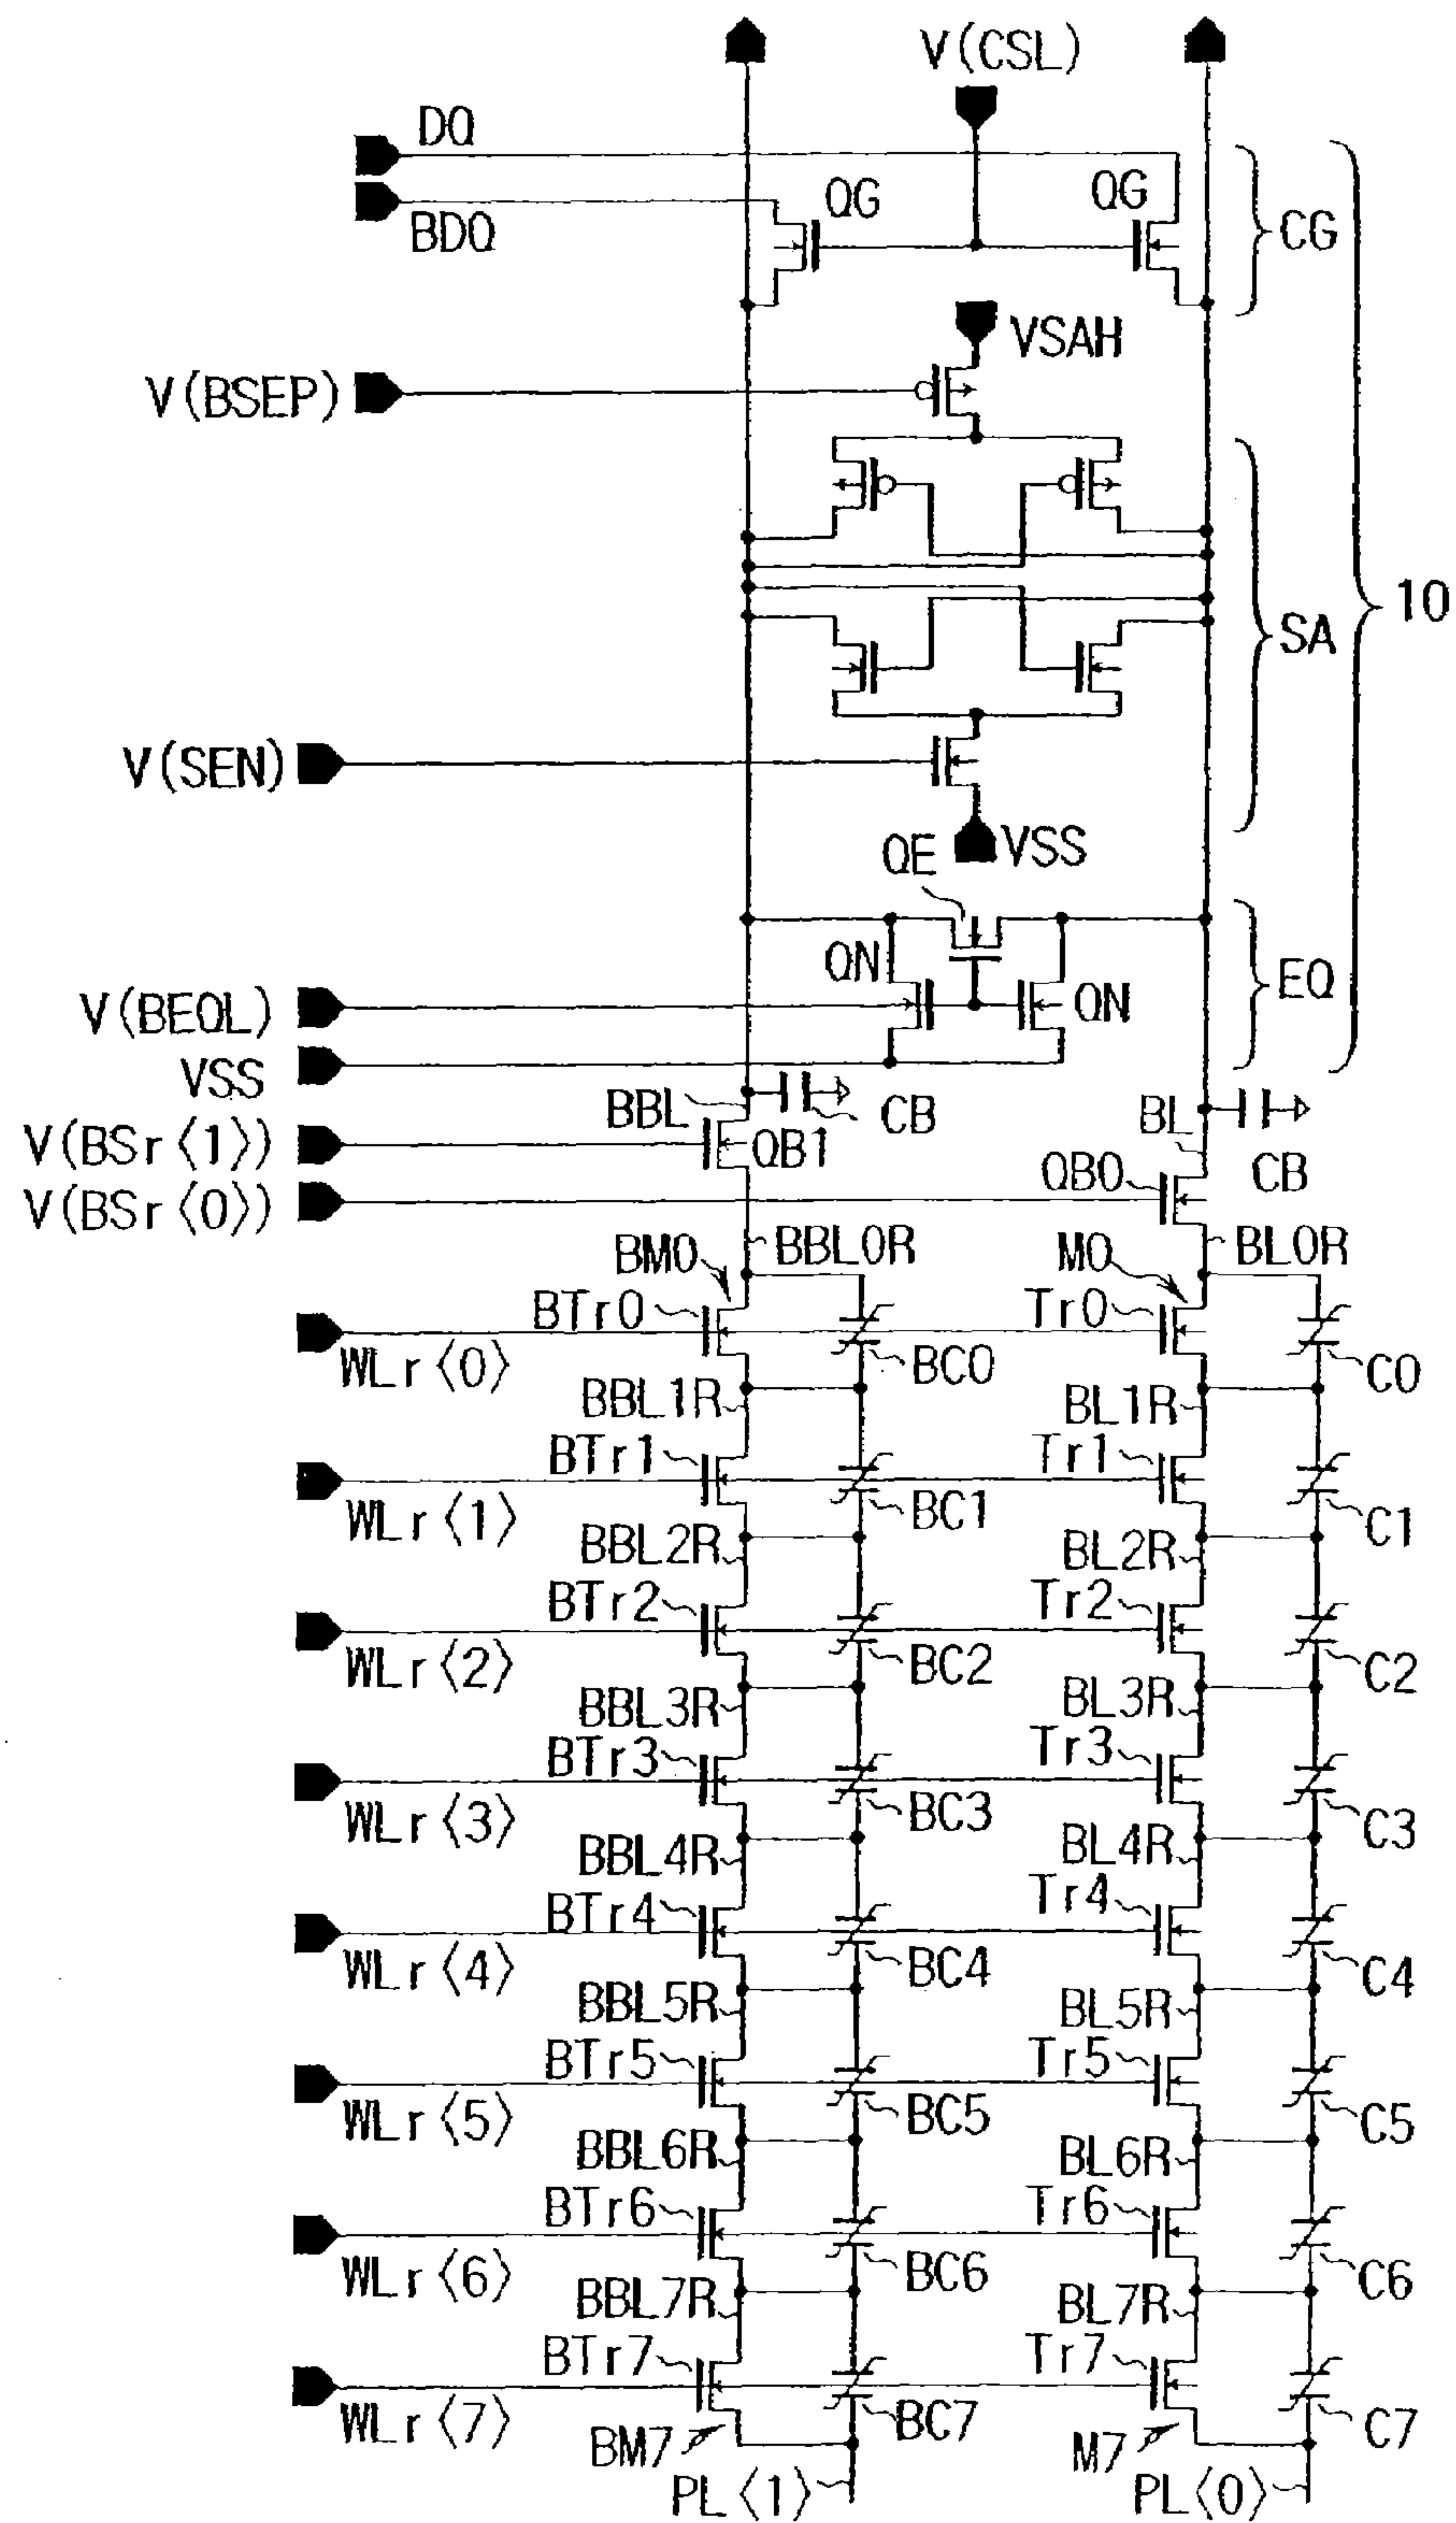 V(CSL)
DQ
BDQ
QG
QG
CG
VSAH
V(BSEP)
10
SA
V(SEN)
QE
VSS
QN
QN
EQ
V(BEQL)
VSS
BBL
CB
BL
V(BSr⟨1⟩)
QB1
CB
QB0
V(BSr⟨0⟩)
BBL0R
BL0R
BM0
M0
BTr0
Tr0
WLr⟨0⟩
BC0
C0
BBL1R
BL1R
BTr1
Tr1
WLr⟨1⟩
BC1
C1
BBL2R
BL2R
BTr2
Tr2
WLr⟨2⟩
BC2
C2
BBL3R
BL3R
BTr3
Tr3
WLr⟨3⟩
BC3
C3
BBL4R
BL4R
BTr4
Tr4
WLr⟨4⟩
BC4
C4
BBL5R
BL5R
BTr5
Tr5
WLr⟨5⟩
BC5
C5
BBL6R
BL6R
BTr6
Tr6
WLr⟨6⟩
BC6
C6
BBL7R
BL7R
BTr7
Tr7
WLr⟨7⟩
BC7
C7
BM7
M7
PL⟨1⟩
PL⟨0⟩